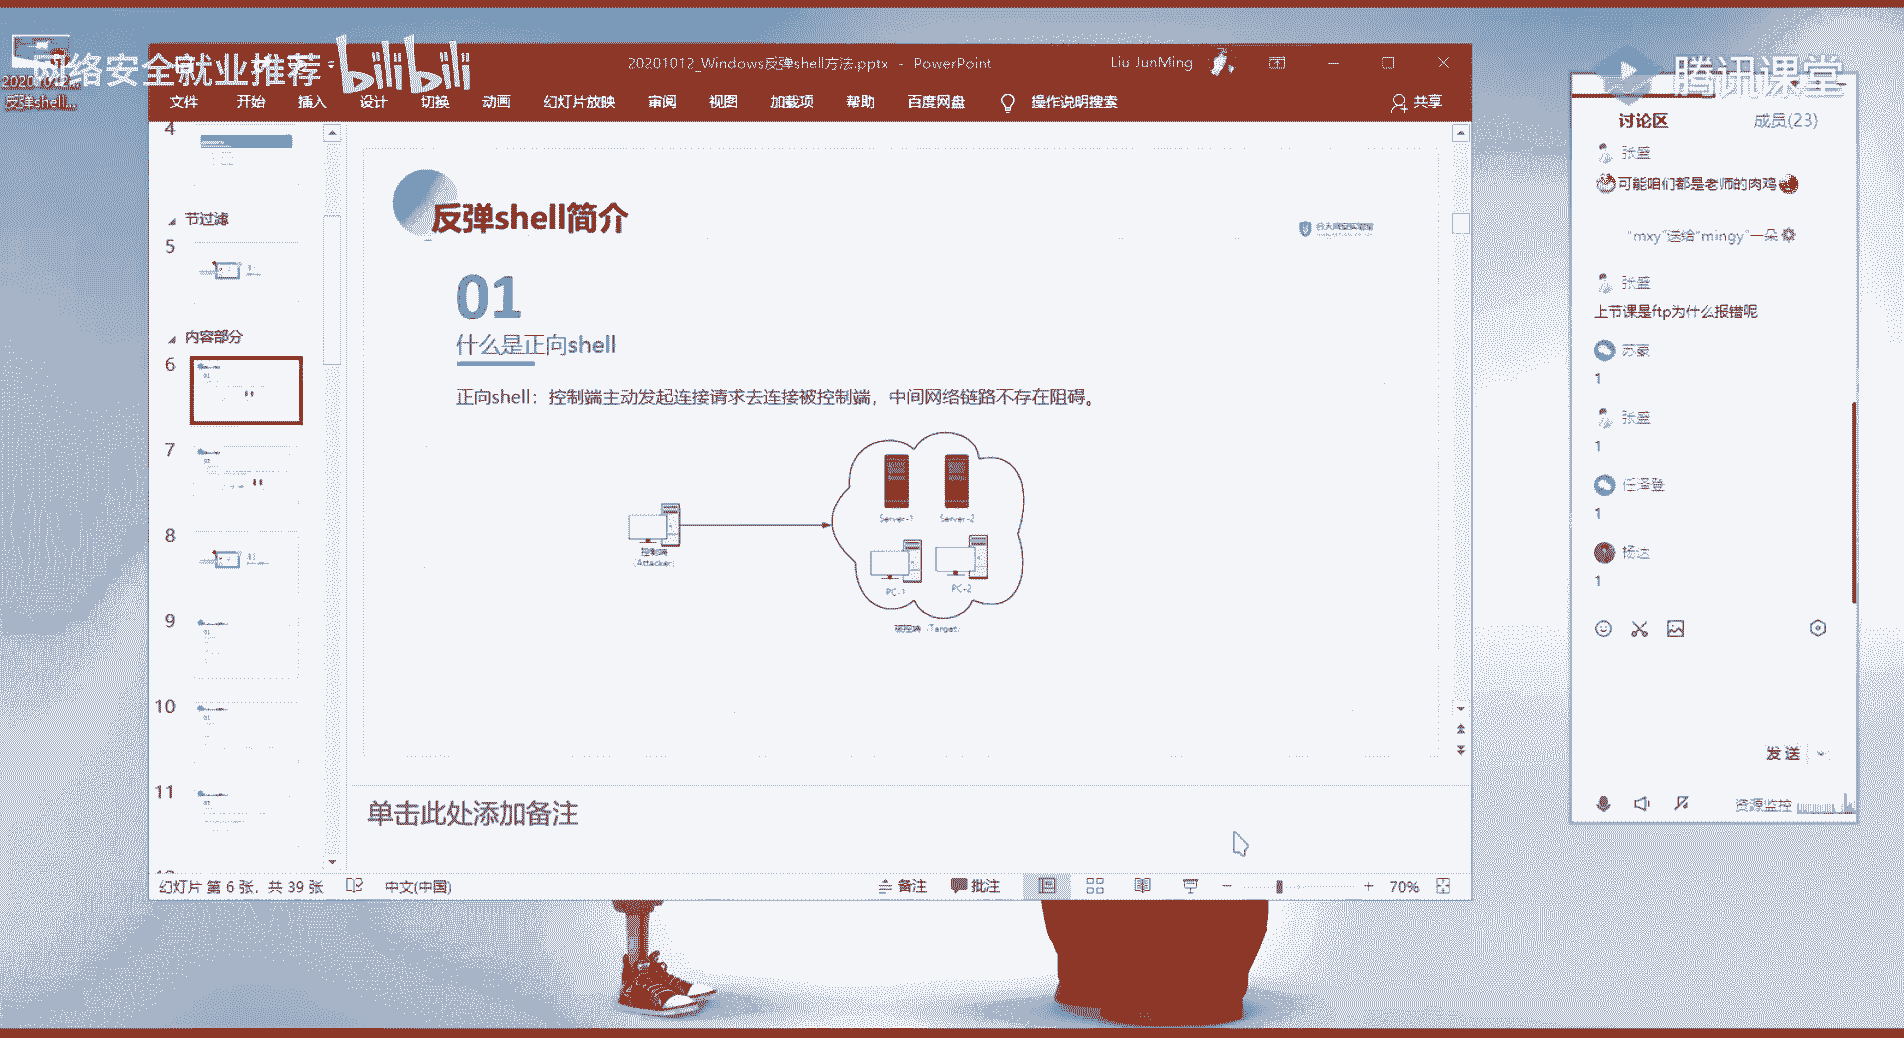 网络安全就业推荐 bilibili
腾讯课堂
反弹shell...
20201012_Windows反弹shell方法.pptx - PowerPoint
Liu JunMing
文件 开始 插入 设计 切换 动画 幻灯片放映 审阅 视图 加载项 帮助 百度网盘 操作说明搜索 共享
4
节过滤
5
内容部分
6
7
8
9
10
11
反弹shell简介
01
什么是正向shell
正向shell：控制端主动发起连接请求去连接被控制端，中间网络链路不存在阻碍。
Server-1 Server-2
控制端
(Attacker)
PC-1 PC-2
被控端 (Target)
单击此处添加备注
幻灯片 第 6 张，共 39 张 中文(中国) 备注 批注 70%
讨论区 成员(23)
张盛
可能咱们都是老师的肉鸡
"mxy"送给"mingy"一朵
张盛
上节课是ftp为什么报错呢
苏豪
1
张盛
1
任泽登
1
杨达
1
发送
资源监控